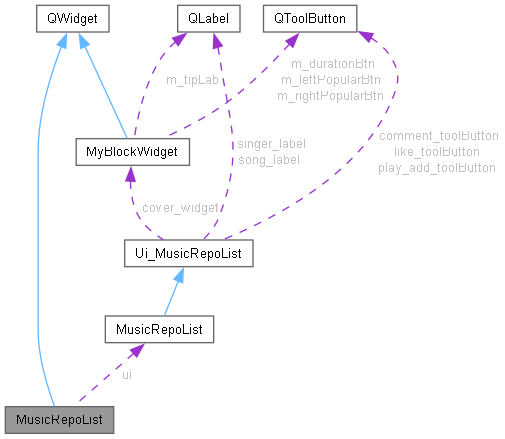 QWidget
QLabel
QToolButton
m_tipLab
m_durationBtn
m_leftPopularBtn
m_rightPopularBtn
MyBlockWidget
singer_label
song_label
comment_toolButton
like_toolButton
play_add_toolButton
cover_widget
Ui_MusicRepoList
MusicRepoList
ui
MusicRepoList